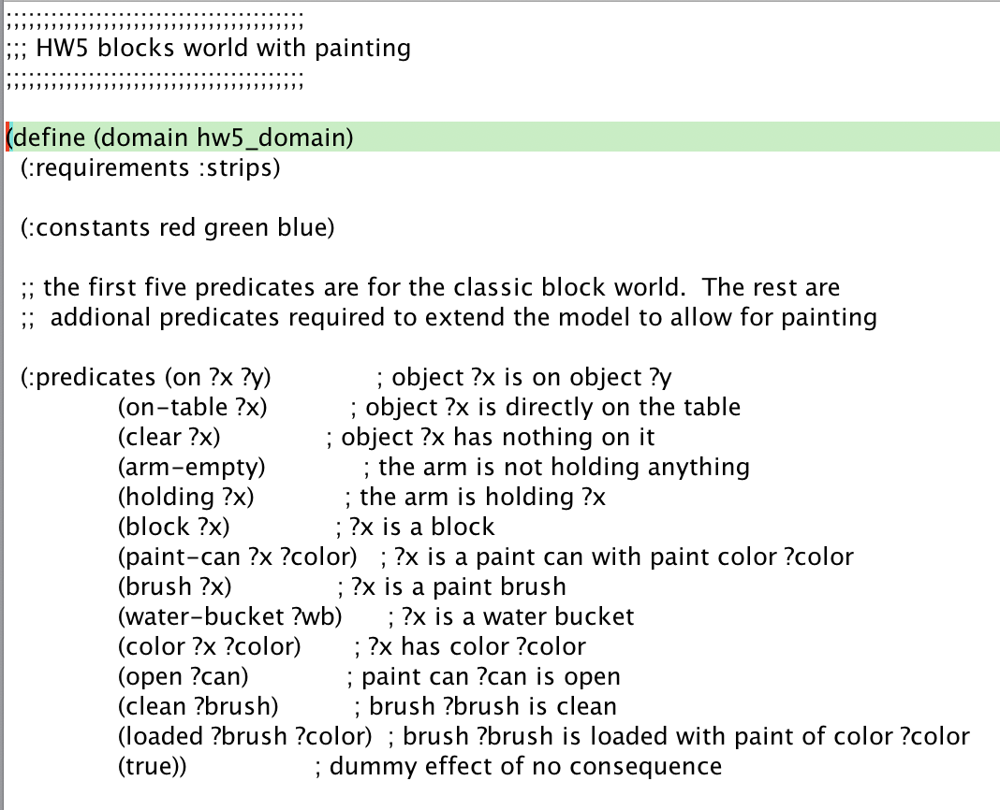 ;;;;;;;;;;;;;;;;;;;;;;;;;;;;;;;;;;;;;;;;
;;; HW5 blocks world with painting
;;;;;;;;;;;;;;;;;;;;;;;;;;;;;;;;;;;;;;;;
(define (domain hw5_domain)
(:requirements :strips)
(:constants red green blue)
;; the first five predicates are for the classic block world.  The rest are
;;  addional predicates required to extend the model to allow for painting
(:predicates (on ?x ?y) ; object ?x is on object ?y
(on-table ?x) ; object ?x is directly on the table
(clear ?x) ; object ?x has nothing on it
(arm-empty) ; the arm is not holding anything
(holding ?x) ; the arm is holding ?x
(block ?x) ; ?x is a block
(paint-can ?x ?color) ; ?x is a paint can with paint color ?color
(brush ?x) ; ?x is a paint brush
(water-bucket ?wb) ; ?x is a water bucket
(color ?x ?color) ; ?x has color ?color
(open ?can) ; paint can ?can is open
(clean ?brush) ; brush ?brush is clean
(loaded ?brush ?color) ; brush ?brush is loaded with paint of color ?color
(true)) ; dummy effect of no consequence